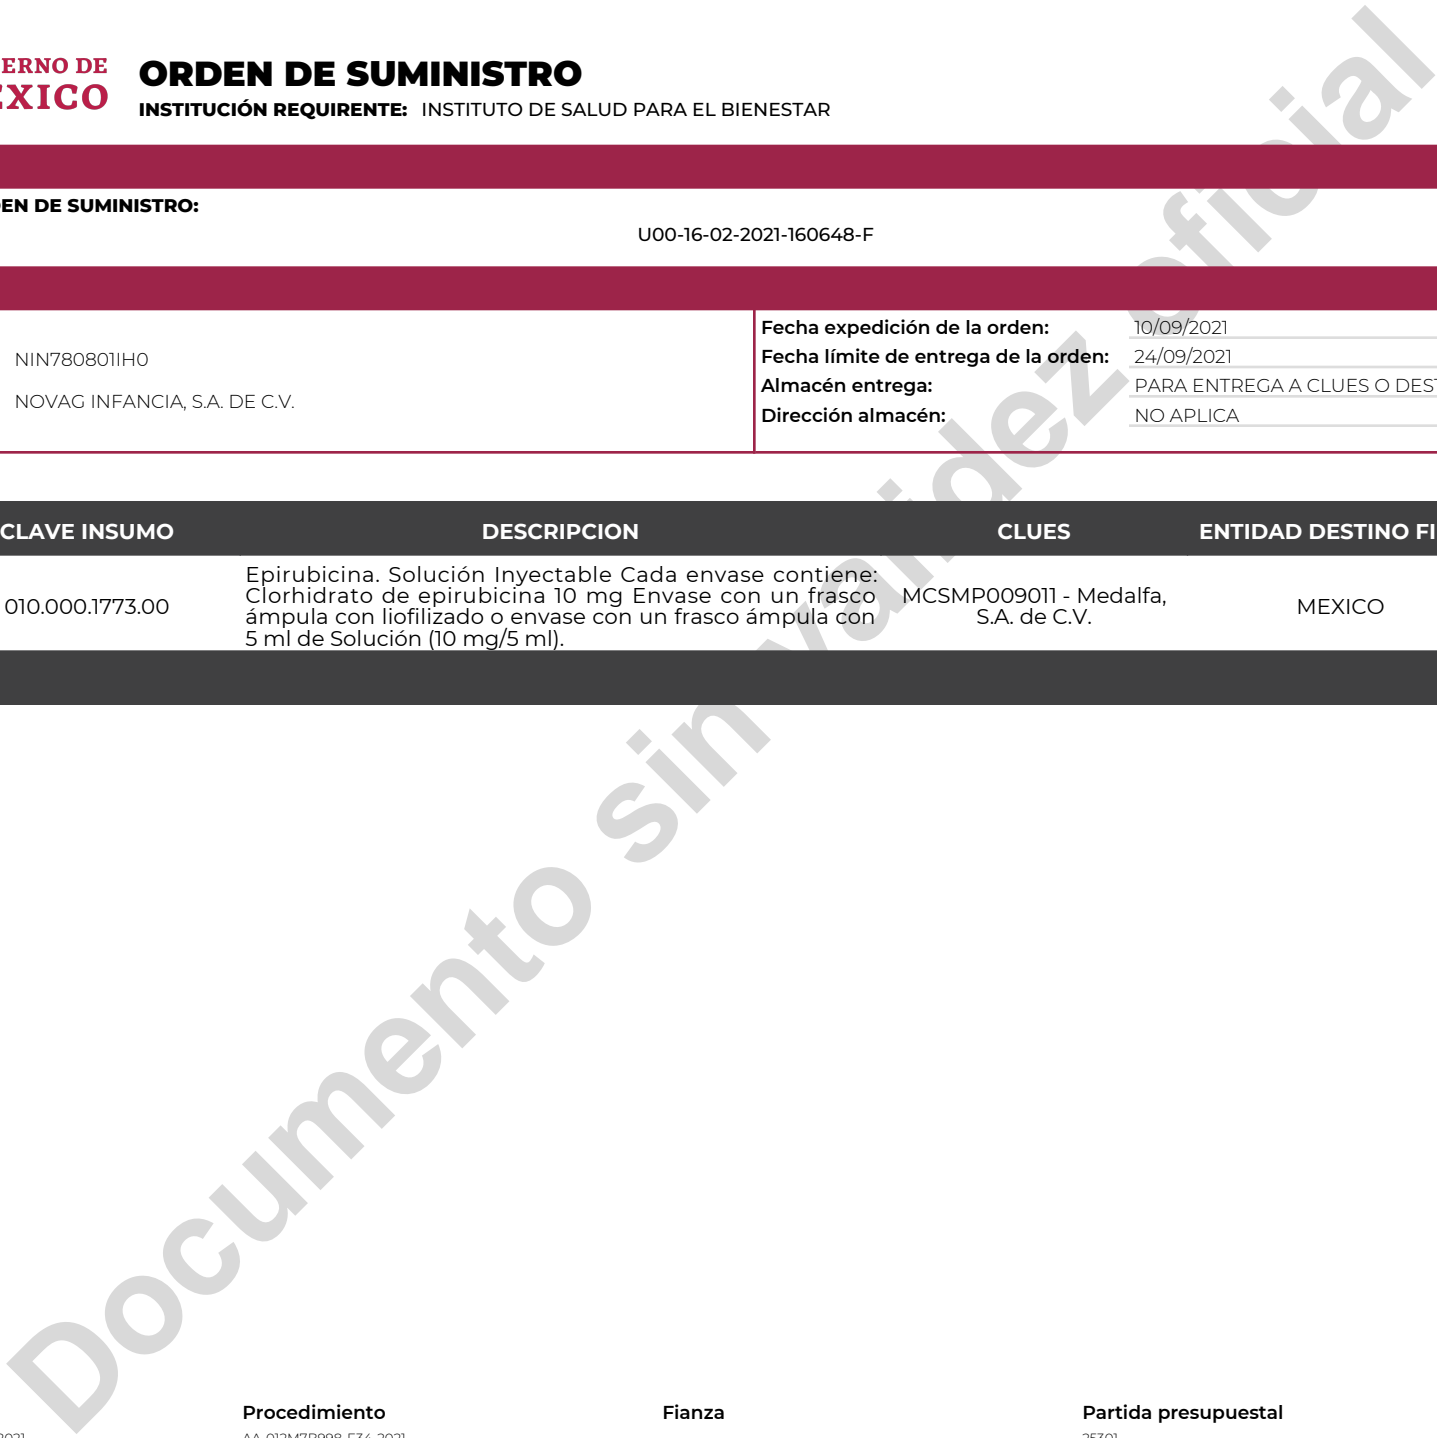 ERNO DE
EXICO
ORDEN DE SUMINISTRO
INSTITUCIÓN REQUIRENTE: INSTITUTO DE SALUD PARA EL BIENESTAR
EN DE SUMINISTRO:
U00-16-02-2021-160648-F
NIN780801IH0
NOVAG INFANCIA, S.A. DE C.V.
Fecha expedición de la orden: 10/09/2021
Fecha límite de entrega de la orden: 24/09/2021
Almacén entrega: PARA ENTREGA A CLUES O DEST
Dirección almacén: NO APLICA
CLAVE INSUMO DESCRIPCION CLUES ENTIDAD DESTINO FI
010.000.1773.00
Epirubicina. Solución Inyectable Cada envase contiene:
Clorhidrato de epirubicina 10 mg Envase con un frasco
ámpula con liofilizado o envase con un frasco ámpula con
5 ml de Solución (10 mg/5 ml).
MCSMP009011 - Medalfa,
S.A. de C.V.
MEXICO
Documento sin validez oficial
Procedimiento Fianza Partida presupuestal